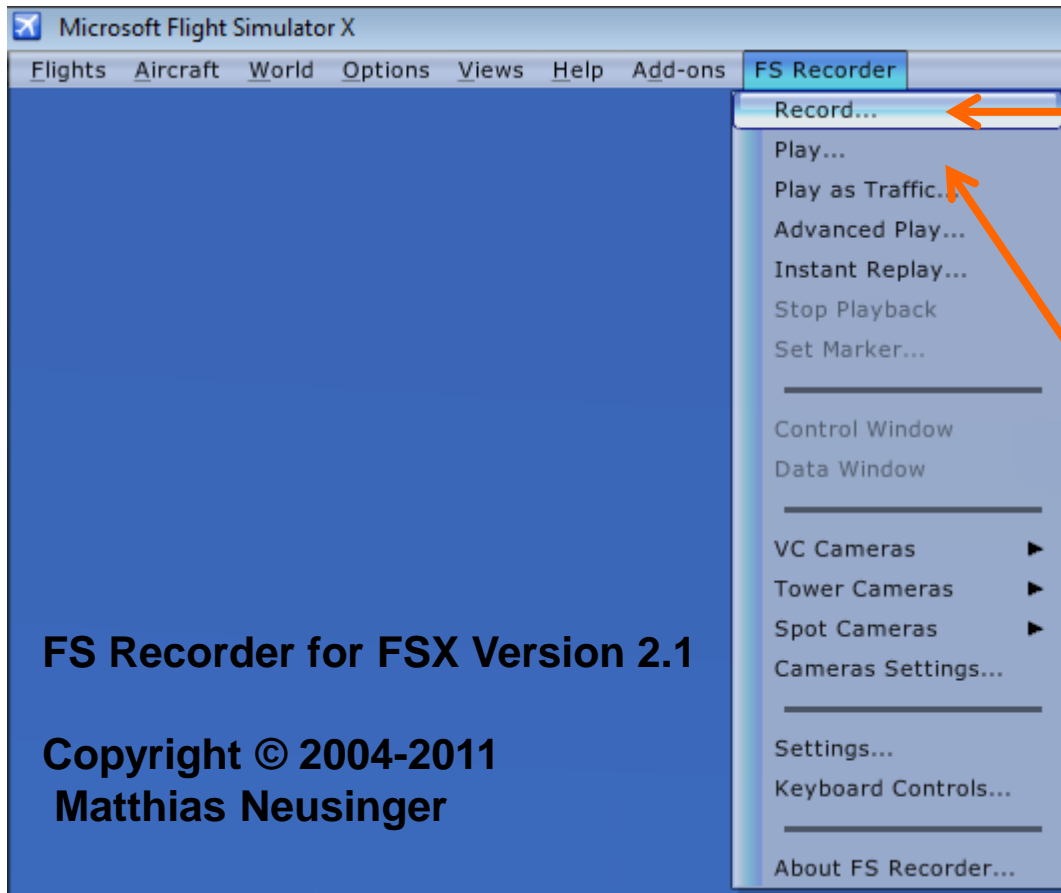 Microsoft Flight Simulator X
Flights Aircraft World Options Views Help Add-ons FS Recorder
Record...
Play...
Play as Traffic...
Advanced Play...
Instant Replay...
Stop Playback
Set Marker...
Control Window
Data Window
VC Cameras
Tower Cameras
Spot Cameras
Cameras Settings...
Settings...
Keyboard Controls...
About FS Recorder...
FS Recorder for FSX Version 2.1
Copyright © 2004-2011
Matthias Neusinger